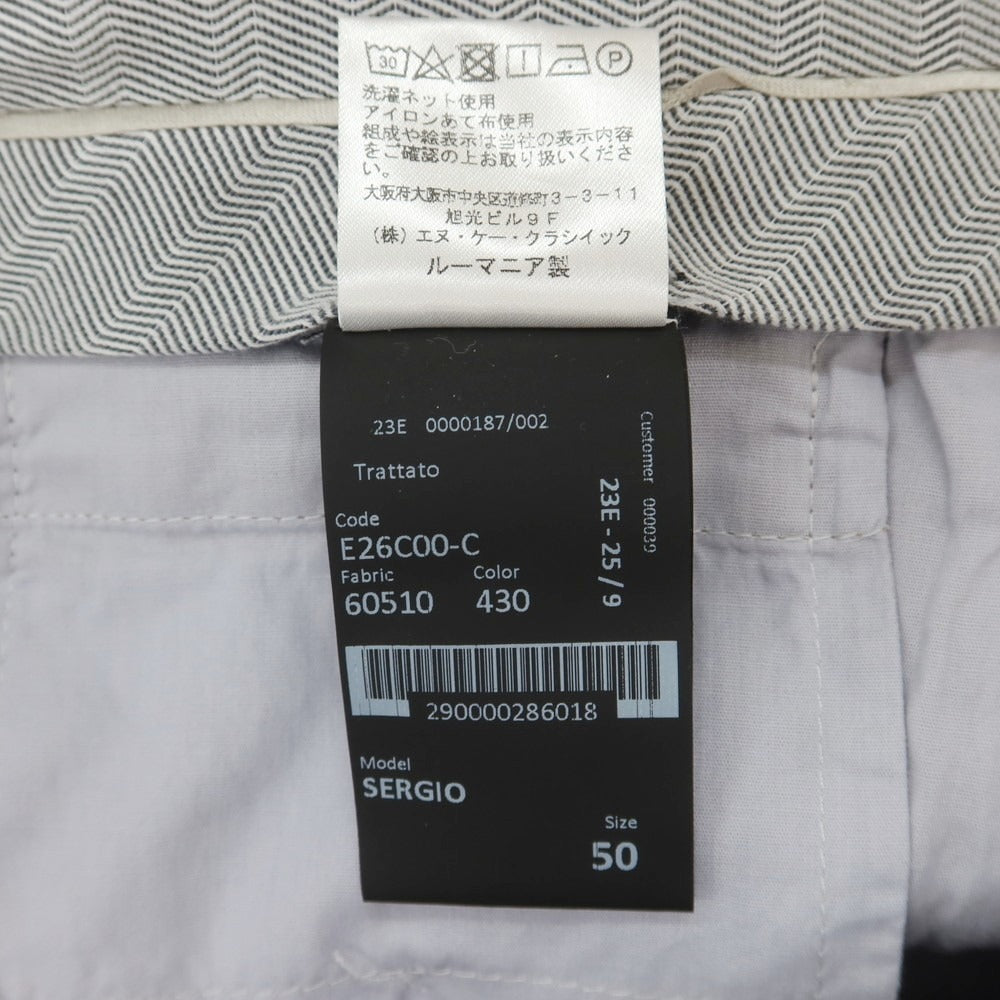 30
P
洗濯ネット使用
アイロンあて布使用
組成や絵表示は当社の表示内容
をご確認の上お取り扱いくださ
い。
大阪府大阪市中央区道修町3-3-11
旭光ビル9F
(株)エヌ・ケー・クラシイック
ルーマニア製
23E 0000187/002
Trattato
Code
E26C00-C
Fabric Color
60510 430
Customer 000039
23E - 25 / 9
290000286018
Model
SERGIO
Size
50